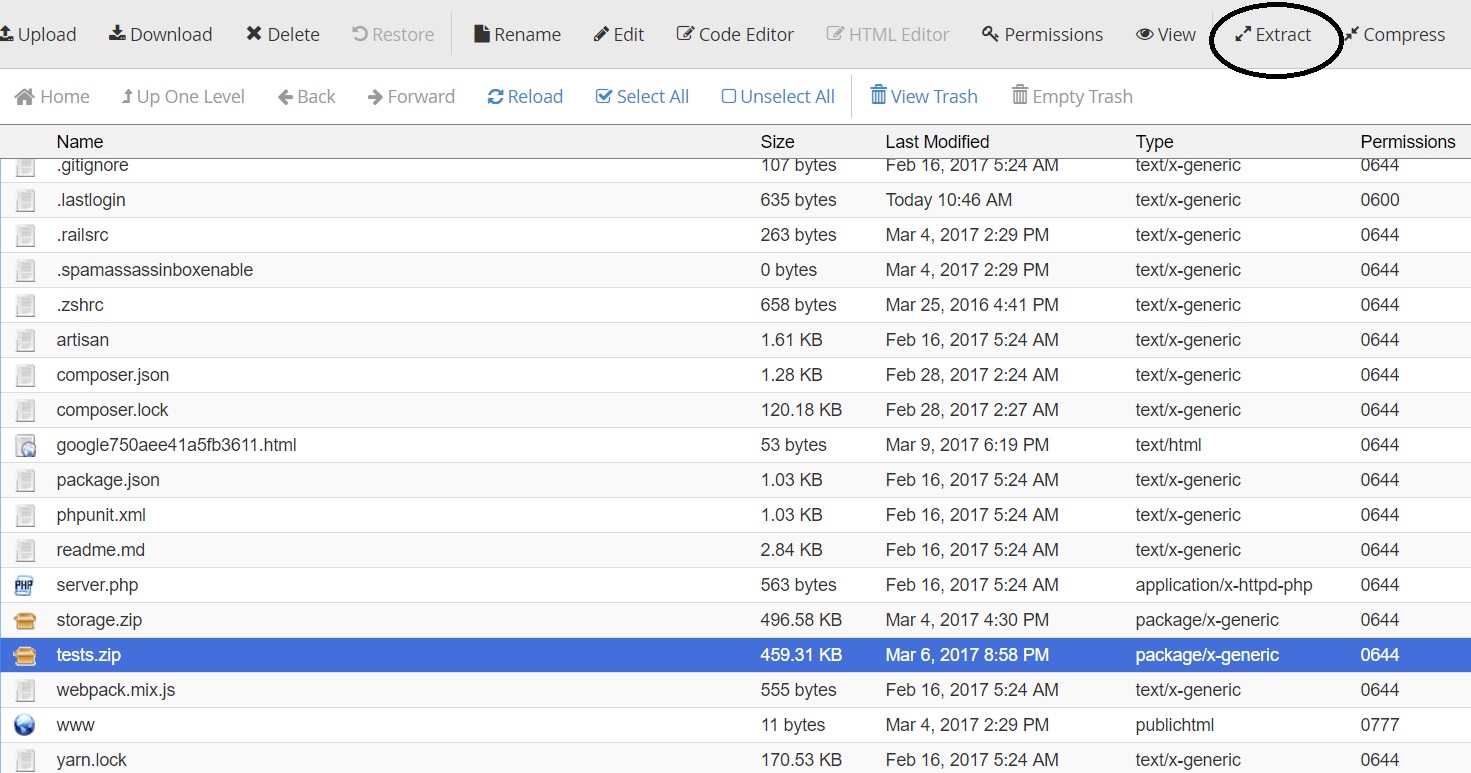 Upload Download Delete Restore Rename Edit Code Editor HTML Editor Permissions View Extract Compress
Home Up One Level Back Forward Reload Select All Unselect All View Trash Empty Trash
Name Size Last Modified Type Permissions
.gitignore 107 bytes Feb 16, 2017 5:24 AM text/x-generic 0644
.lastlogin 635 bytes Today 10:46 AM text/x-generic 0600
.railsrc 263 bytes Mar 4, 2017 2:29 PM text/x-generic 0644
.spamassassinboxenable 0 bytes Mar 4, 2017 2:29 PM text/x-generic 0644
.zshrc 658 bytes Mar 25, 2016 4:41 PM text/x-generic 0644
artisan 1.61 KB Feb 16, 2017 5:24 AM text/x-generic 0644
composer.json 1.28 KB Feb 28, 2017 2:24 AM text/x-generic 0644
composer.lock 120.18 KB Feb 28, 2017 2:27 AM text/x-generic 0644
google750aee41a5fb3611.html 53 bytes Mar 9, 2017 6:19 PM text/html 0644
package.json 1.03 KB Feb 16, 2017 5:24 AM text/x-generic 0644
phpunit.xml 1.03 KB Feb 16, 2017 5:24 AM text/x-generic 0644
readme.md 2.84 KB Feb 16, 2017 5:24 AM text/x-generic 0644
PHP server.php 563 bytes Feb 16, 2017 5:24 AM application/x-httpd-php 0644
storage.zip 496.58 KB Mar 4, 2017 4:30 PM package/x-generic 0644
tests.zip 459.31 KB Mar 6, 2017 8:58 PM package/x-generic 0644
webpack.mix.js 555 bytes Feb 16, 2017 5:24 AM text/x-generic 0644
www 11 bytes Mar 4, 2017 2:29 PM publichtml 0777
yarn.lock 170.53 KB Feb 16, 2017 5:24 AM text/x-generic 0644